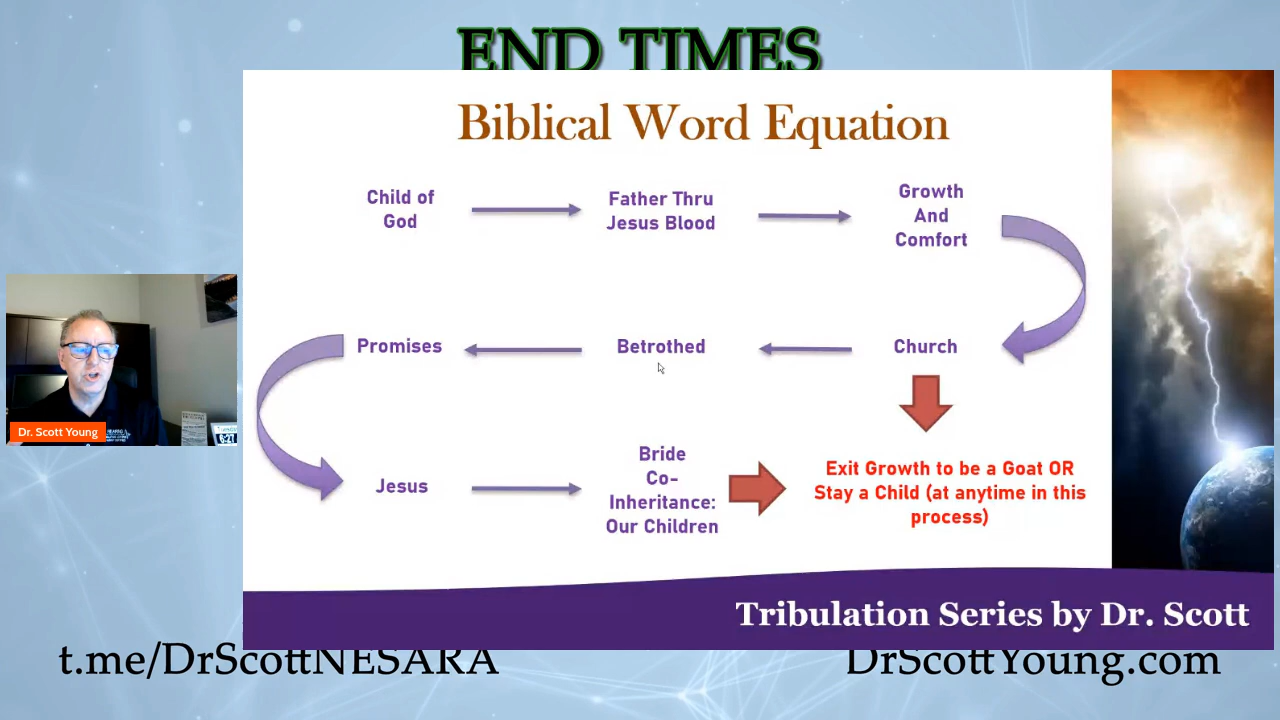 END TIMES
Biblical Word Equation
Child of
God
Father Thru
Jesus Blood
Growth
And
Comfort
Church
Betrothed
Promises
Jesus
Bride
Co-
Inheritance:
Our Children
Exit Growth to be a Goat OR
Stay a Child (at anytime in this
process)
Dr. Scott Young
Tribulation Series by Dr. Scott
t.me/DrScottNESARA
DrScottYoung.com